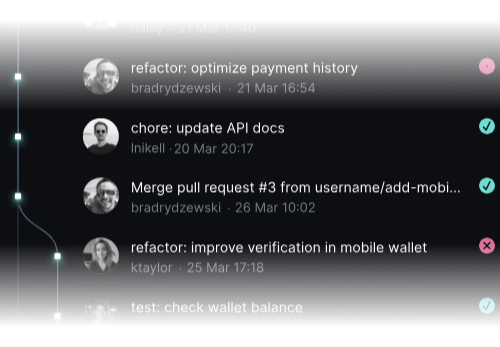 haley · 21 Mar 17:40
refactor: optimize payment history
bradrydzewski · 21 Mar 16:54
chore: update API docs
lnikell · 20 Mar 20:17
Merge pull request #3 from username/add-mobi...
bradrydzewski · 26 Mar 10:02
refactor: improve verification in mobile wallet
ktaylor · 25 Mar 17:18
test: check wallet balance